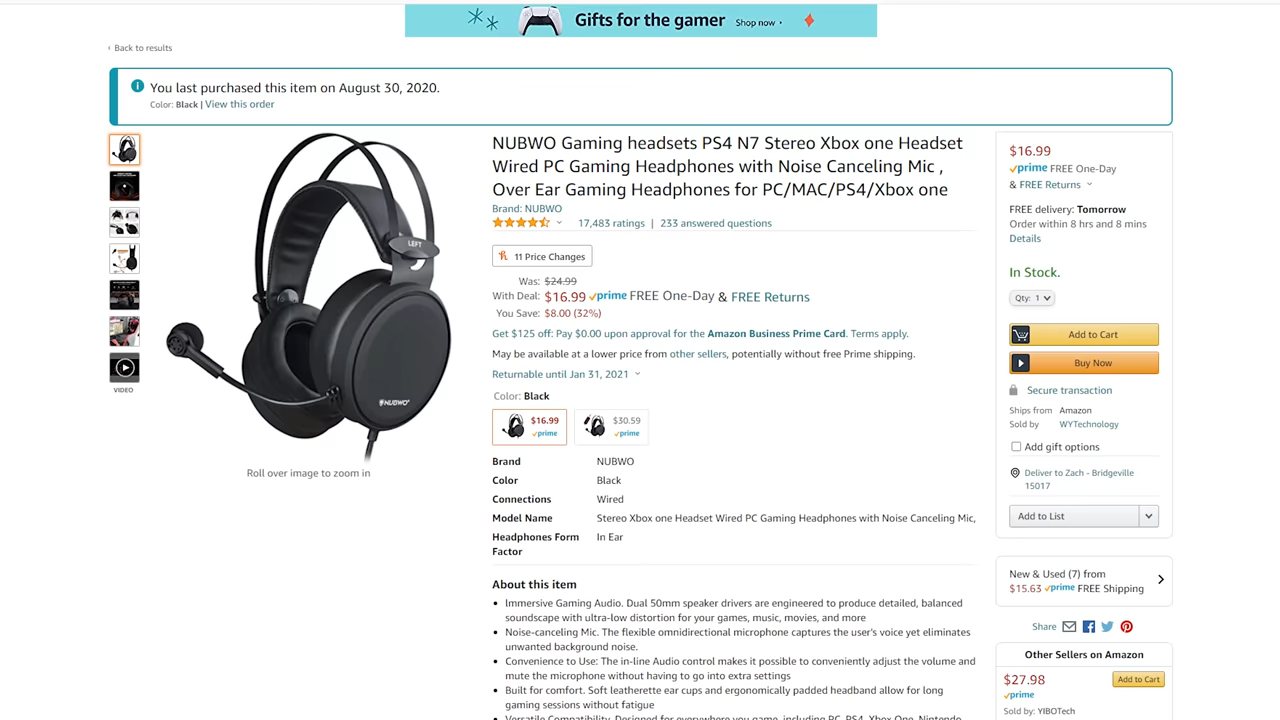 Gifts for the gamer Shop now ›
‹ Back to results
You last purchased this item on August 30, 2020.
Color: Black | View this order
NUBWO Gaming headsets PS4 N7 Stereo Xbox one Headset
Wired PC Gaming Headphones with Noise Canceling Mic ,
Over Ear Gaming Headphones for PC/MAC/PS4/Xbox one
Brand: NUBWO
17,483 ratings | 233 answered questions
11 Price Changes
Was: $24.99
With Deal: $16.99 prime FREE One-Day & FREE Returns
You Save: $8.00 (32%)
Get $125 off: Pay $0.00 upon approval for the Amazon Business Prime Card. Terms apply.
May be available at a lower price from other sellers, potentially without free Prime shipping.
Returnable until Jan 31, 2021
Color: Black
$16.99
prime
$30.59
prime
Brand NUBWO
Color Black
Connections Wired
Model Name Stereo Xbox one Headset Wired PC Gaming Headphones with Noise Canceling Mic,
Headphones Form In Ear
Factor
About this item
• Immersive Gaming Audio. Dual 50mm speaker drivers are engineered to produce detailed, balanced
soundscape with ultra-low distortion for your games, music, movies, and more
• Noise-canceling Mic. The flexible omnidirectional microphone captures the user's voice yet eliminates
unwanted background noise.
• Convenience to Use: The in-line Audio control makes it possible to conveniently adjust the volume and
mute the microphone without having to go into extra settings
• Built for comfort. Soft leatherette ear cups and ergonomically padded headband allow for long
gaming sessions without fatigue
• Versatile Compatibility. Designed for everywhere you game, including PC, PS4, Xbox One, Nintendo
LEFT
NUBWO
VIDEO
Roll over image to zoom in
$16.99
prime FREE One-Day
& FREE Returns
FREE delivery: Tomorrow
Order within 8 hrs and 8 mins
Details
In Stock.
Qty: 1
Add to Cart
Buy Now
Secure transaction
Ships from Amazon
Sold by WYTechnology
Add gift options
Deliver to Zach - Bridgeville
15017
Add to List
New & Used (7) from
$15.63 prime FREE Shipping
Share
Other Sellers on Amazon
$27.98 Add to Cart
prime
Sold by: YIBOTech